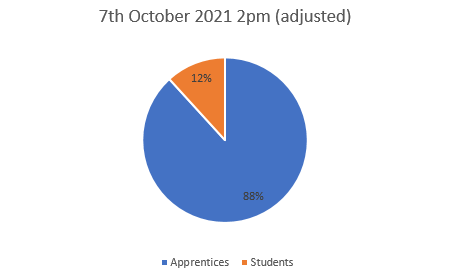 7th October 2021 2pm (adjusted)
12%
88%
Apprentices Students